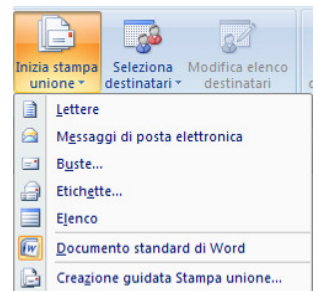 Inizia stampa unione
Seleziona destinatari
Modifica elenco destinatari
Lettere
Messaggi di posta elettronica
Buste...
Etichette...
Elenco
Documento standard di Word
Creazione guidata Stampa unione...